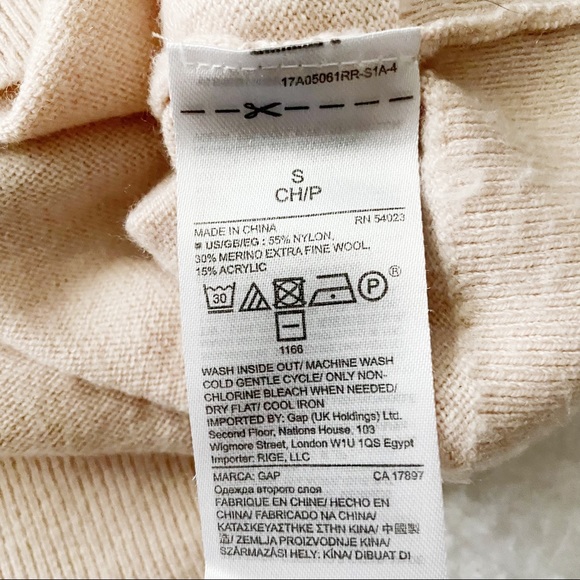 17A05061RR-S1A-4
S
CH/P
MADE IN CHINA RN 54023
# US/GB/EG : 55% NYLON,
30% MERINO EXTRA FINE WOOL,
15% ACRYLIC
30 P ®
1166
WASH INSIDE OUT/ MACHINE WASH
COLD GENTLE CYCLE/ ONLY NON-
CHLORINE BLEACH WHEN NEEDED/
DRY FLAT/ COOL IRON
IMPORTED BY: Gap (UK Holdings) Ltd.
Second Floor, Nations House, 103
Wigmore Street, London W1U 1QS Egypt
Importer: RIGE, LLC
MARCA: GAP CA 17897
Одежда второго слоя
FABRIQUE EN CHINE/ HECHO EN
CHINA/ FABRICADO NA CHINA/
ΚΑΤΑΣΚΕΥΑΣΤΗΚΕ ΣΤΗΝ ΚΙΝΑ/ 中國製
造/ ZEMLJA PROIZVODNJE KINA/
SZÁRMAZÁSI HELY: KÍNA/ DIBUAT DI